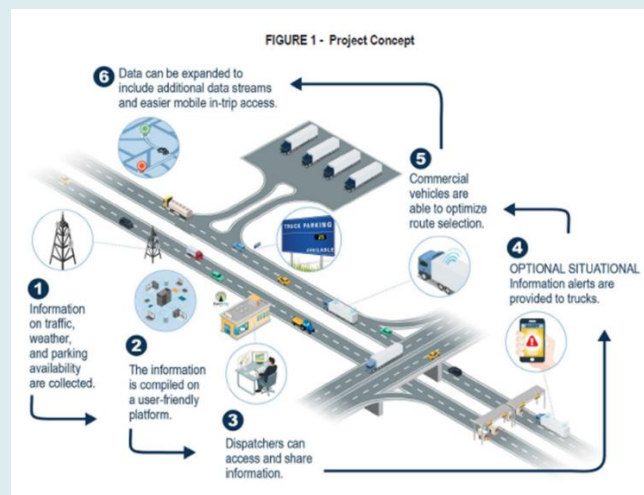 FIGURE 1 - Project Concept
6
Data can be expanded to
include additional data streams
and easier mobile in-trip access.
5
Commercial
vehicles are
able to optimize
route selection.
TRUCK PARKING
AVAILABLE
4
OPTIONAL SITUATIONAL
Information alerts are
provided to trucks.
1
Information
on traffic,
weather,
and parking
availability
are collected.
2
The information
is compiled on
a user-friendly
platform.
3
Dispatchers can
access and share
information.